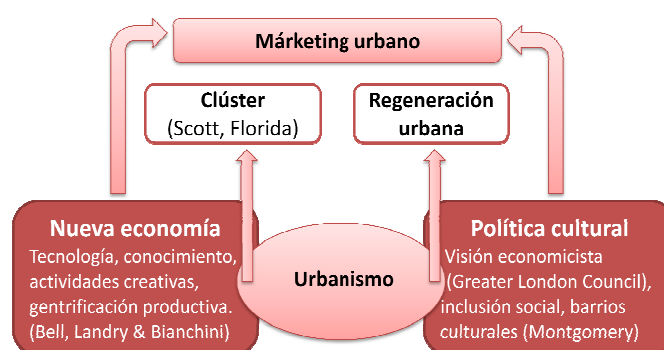 Márketing urbano
Clúster
(Scott, Florida)
Regeneración
urbana
Nueva economía
Tecnología, conocimiento,
actividades creativas,
gentrificación productiva.
(Bell, Landry & Bianchini)
Urbanismo
Política cultural
Visión economicista
(Greater London Council),
inclusión social, barrios
culturales (Montgomery)